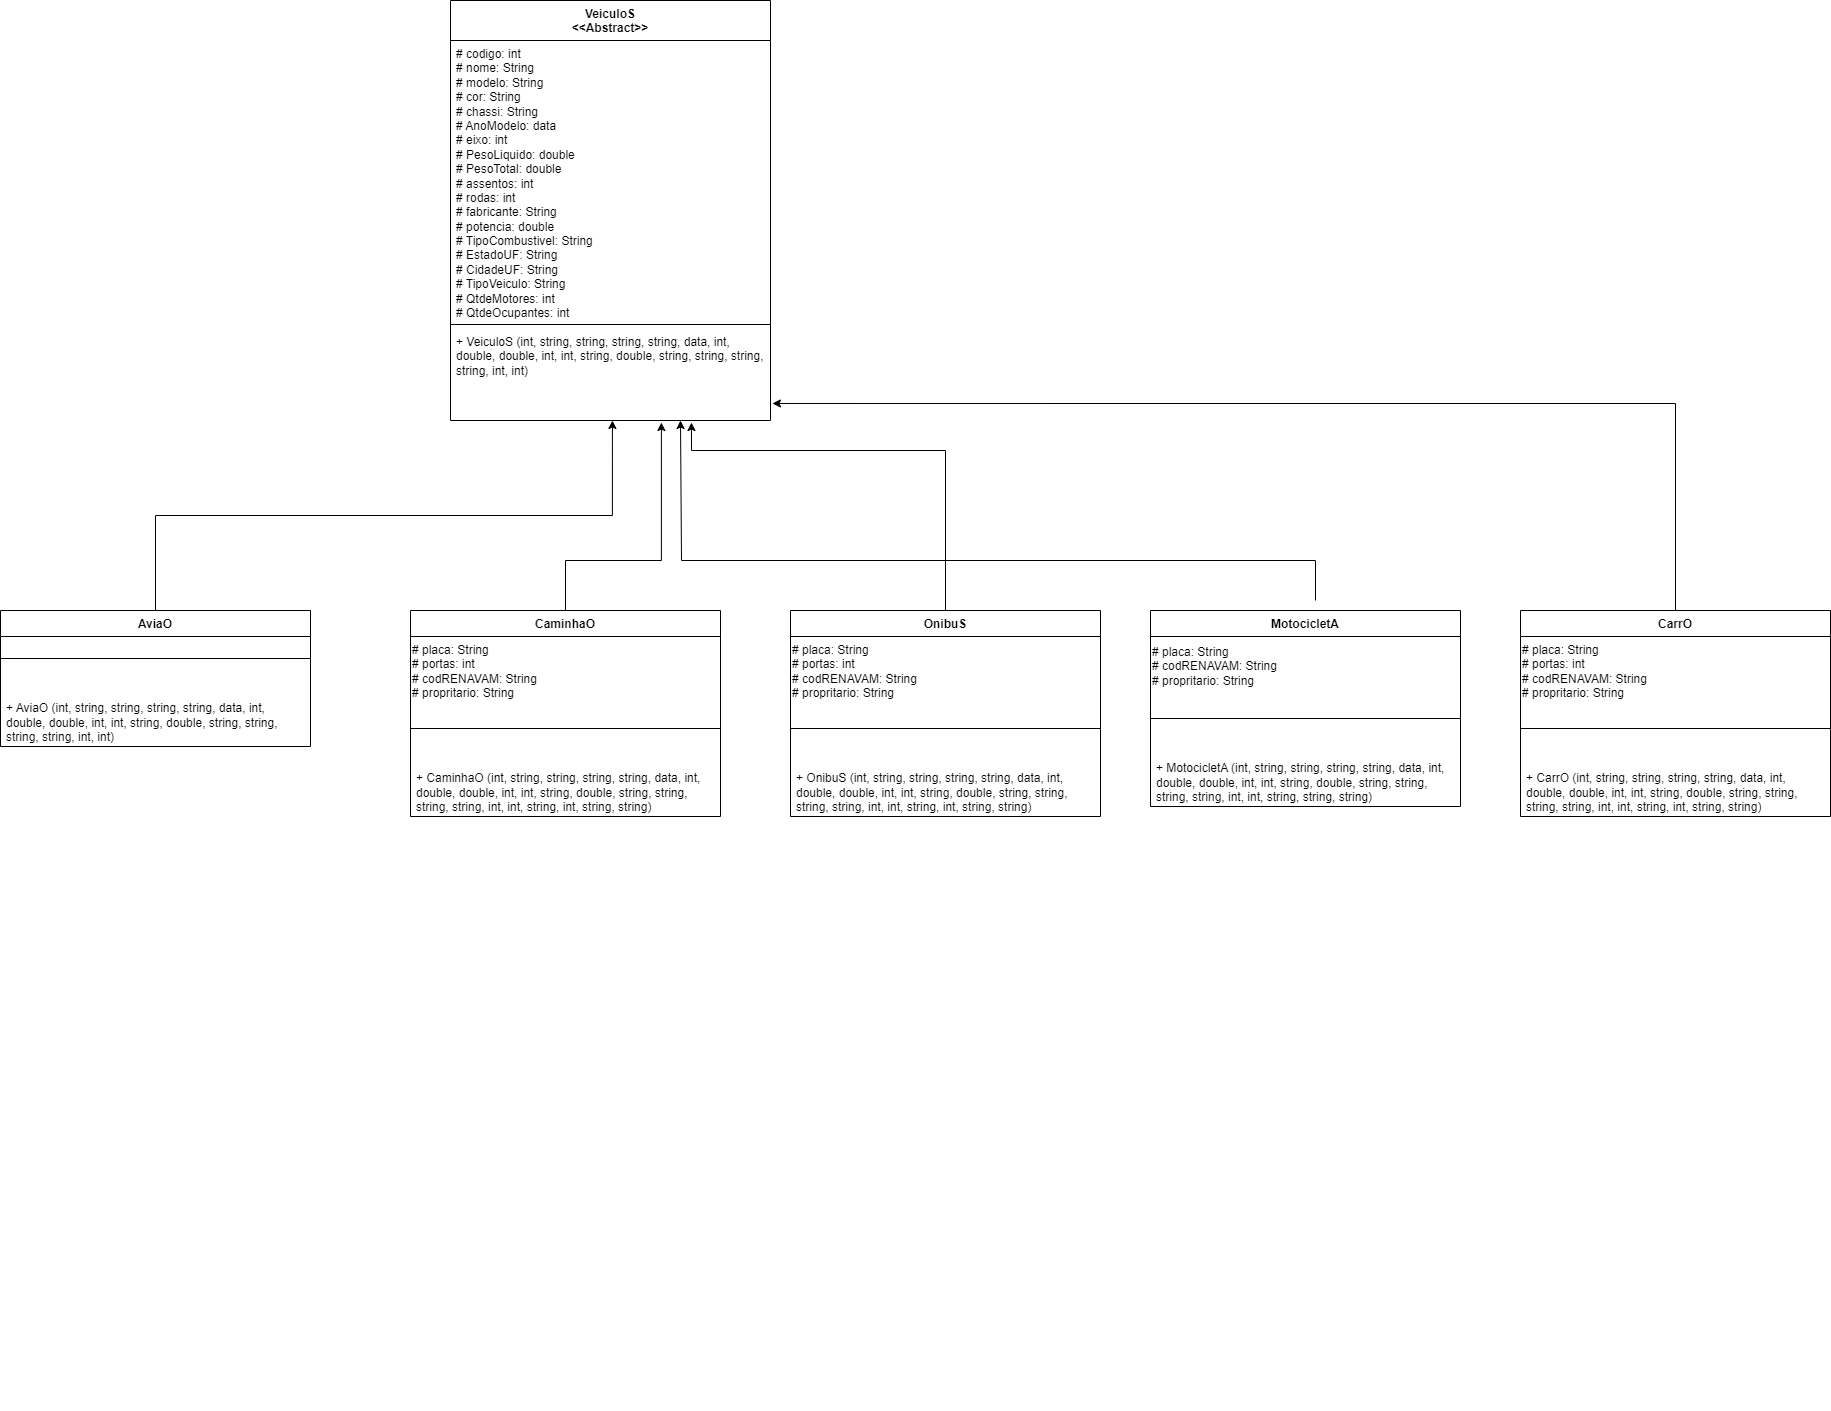 VeiculoS
<<Abstract>>
# codigo: int
# nome: String
# modelo: String
# cor: String
# chassi: String
# AnoModelo: data
# eixo: int
# PesoLiquido: double
# PesoTotal: double
# assentos: int
# rodas: int
# fabricante: String
# potencia: double
# TipoCombustivel: String
# EstadoUF: String
# CidadeUF: String
# TipoVeiculo: String
# QtdeMotores: int
# QtdeOcupantes: int
+ VeiculoS (int, string, string, string, string, data, int,
double, double, int, int, string, double, string, string, string,
string, int, int)
AviaO
+ AviaO (int, string, string, string, string, data, int,
double, double, int, int, string, double, string, string,
string, string, int, int)
CaminhaO
# placa: String
# portas: int
# codRENAVAM: String
# propritario: String
+ CaminhaO (int, string, string, string, string, data, int,
double, double, int, int, string, double, string, string,
string, string, int, int, string, int, string, string)
OnibuS
# placa: String
# portas: int
# codRENAVAM: String
# propritario: String
+ OnibuS (int, string, string, string, string, data, int,
double, double, int, int, string, double, string, string,
string, string, int, int, string, int, string, string)
MotocicletA
# placa: String
# codRENAVAM: String
# propritario: String
+ MotocicletA (int, string, string, string, string, data, int,
double, double, int, int, string, double, string, string,
string, string, int, int, string, string, string)
CarrO
# placa: String
# portas: int
# codRENAVAM: String
# propritario: String
+ CarrO (int, string, string, string, string, data, int,
double, double, int, int, string, double, string, string,
string, string, int, int, string, int, string, string)